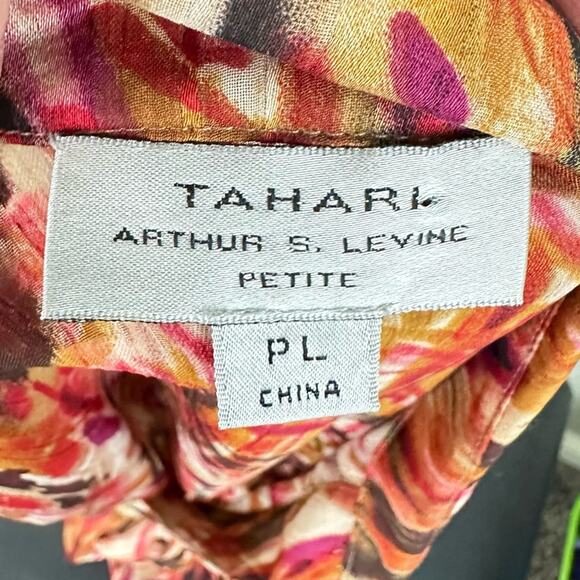 TAHARI
ARTHUR S. LEVINE
PETITE
PL
CHINA